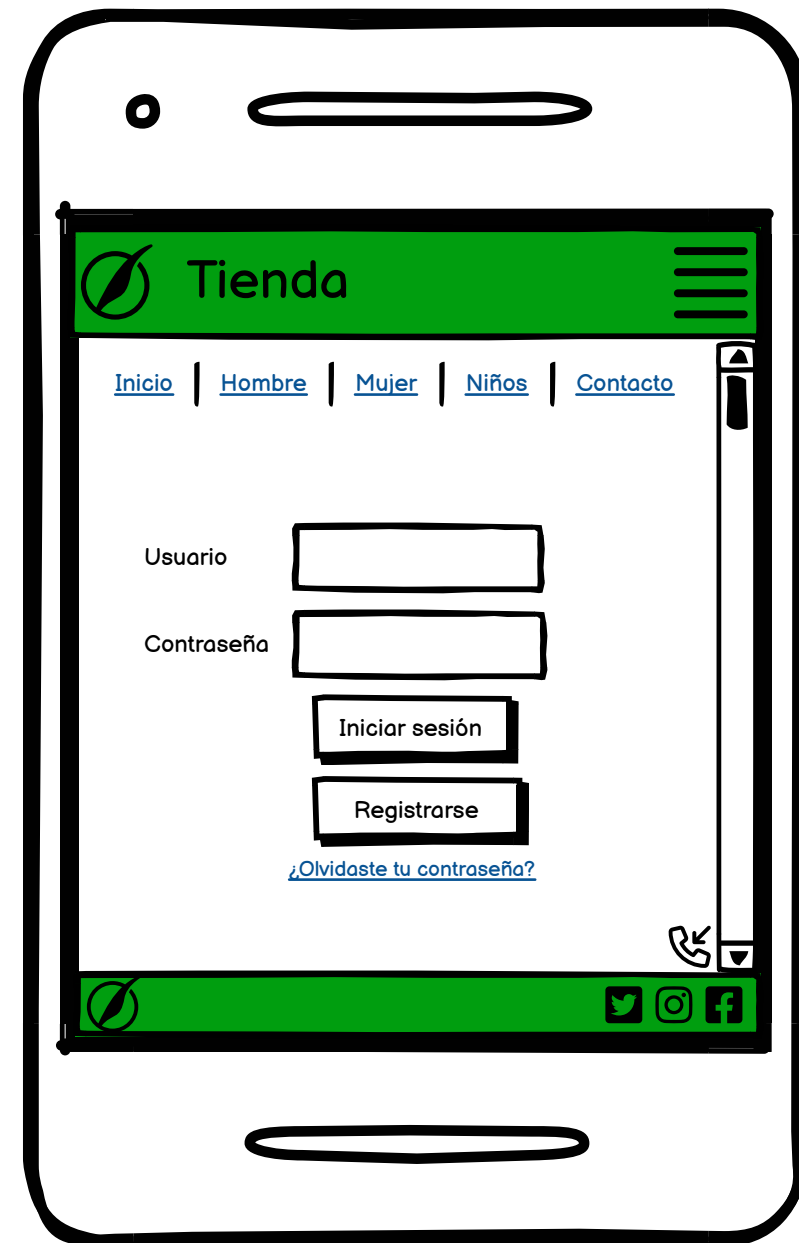 Tienda
Inicio Hombre Mujer Niños Contacto
Usuario
Contraseña
Iniciar sesión
Registrarse
¿Olvidaste tu contraseña?